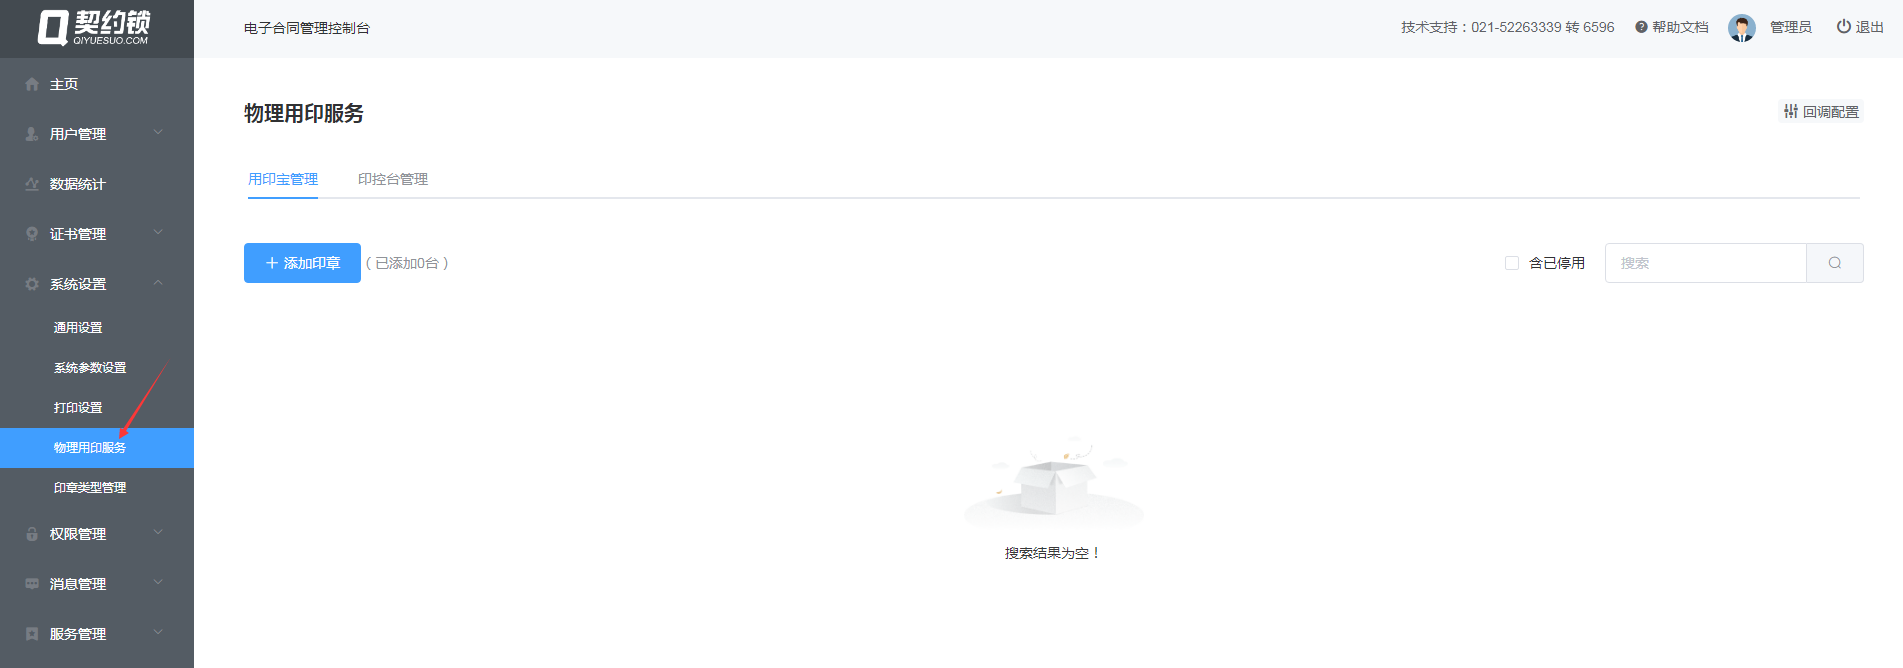 契约锁
QIYUESUO.COM
电子合同管理控制台
技术支持：021-52263339 转 6596
帮助文档
管理员
退出
主页
用户管理
数据统计
证书管理
系统设置
通用设置
系统参数设置
打印设置
物理用印服务
印章类型管理
权限管理
消息管理
服务管理
物理用印服务
回调配置
用印宝管理
印控台管理
+ 添加印章
( 已添加0台 )
含已停用
搜索
搜索结果为空！